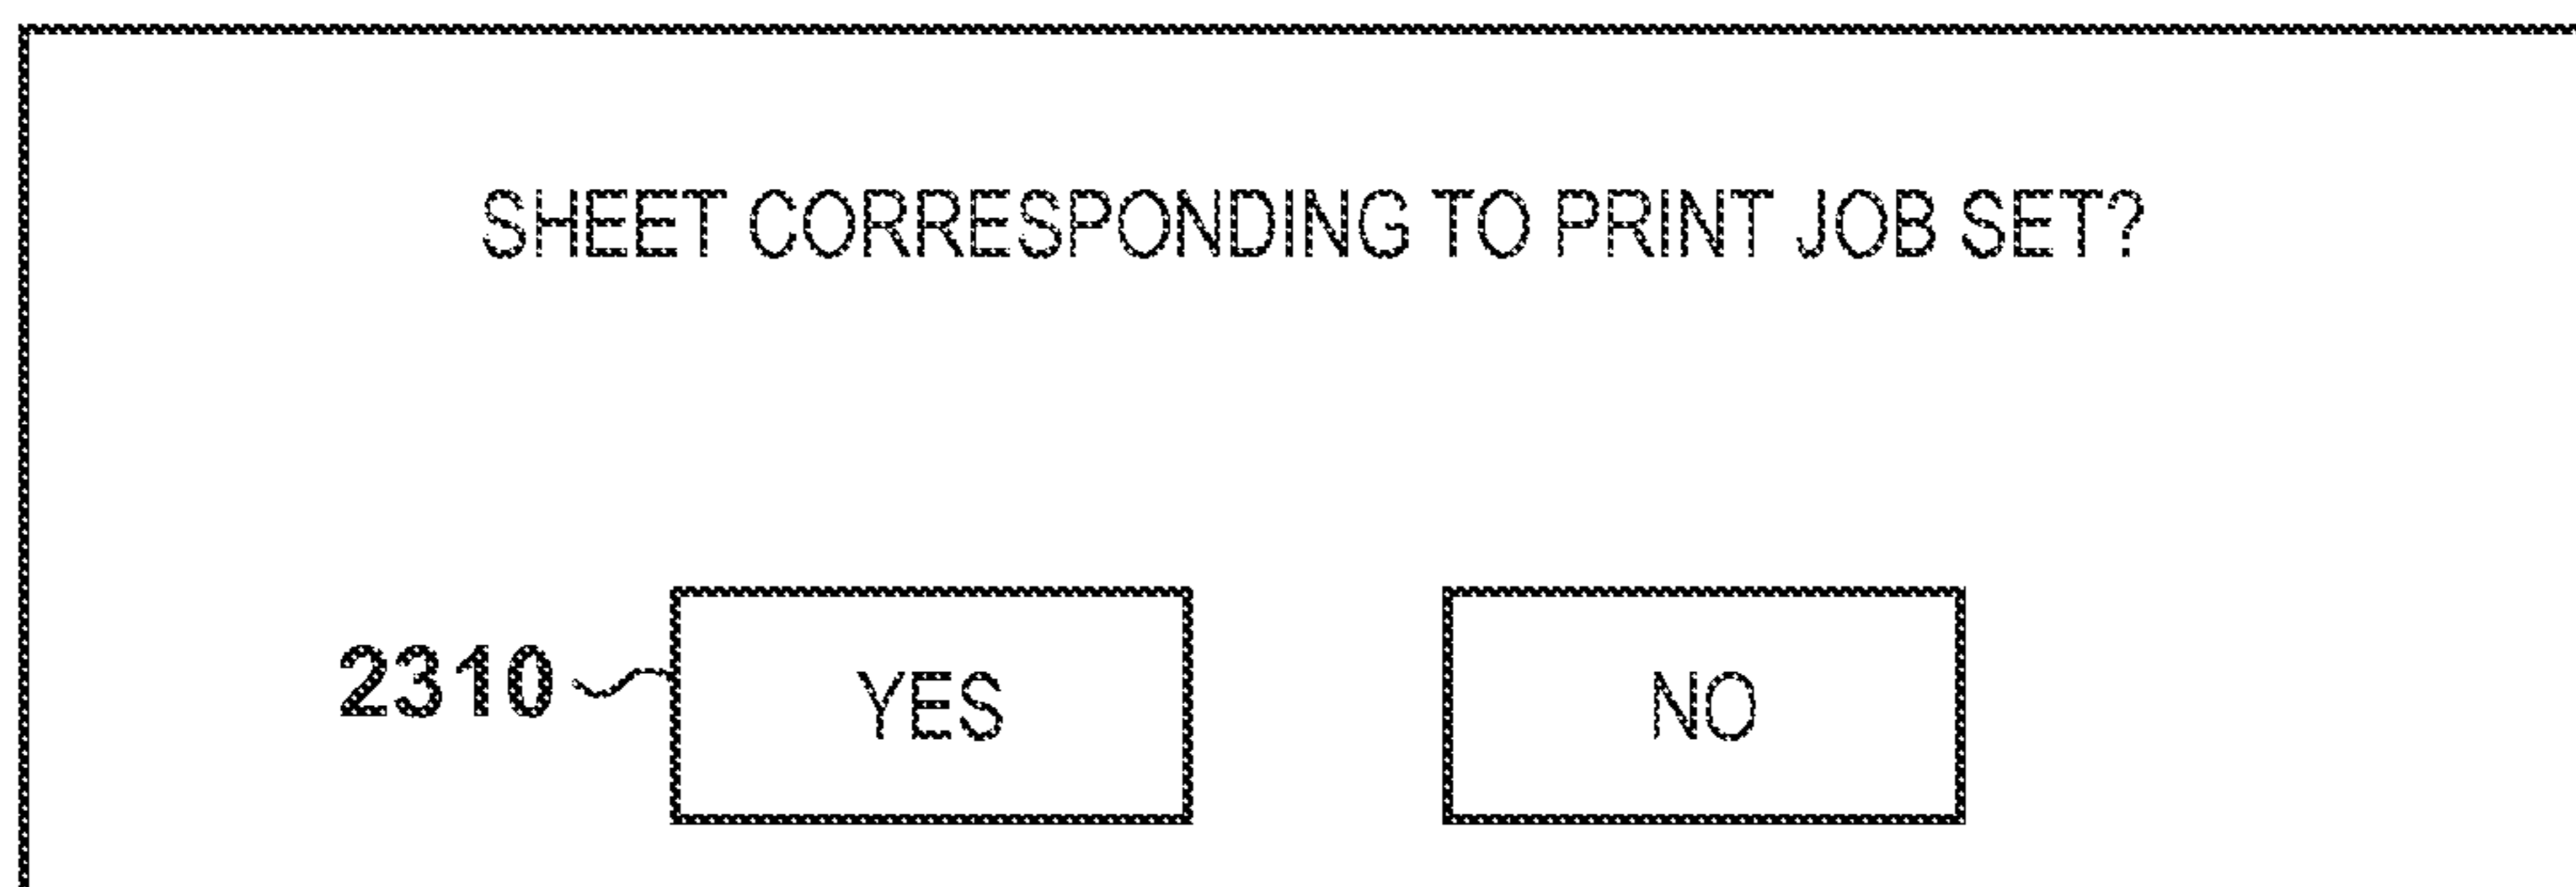 SHEET CORRESPONDING TO PRINT JOB SET?
2310 YES NO